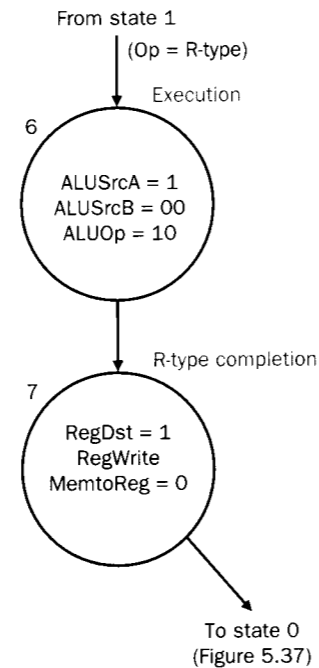 From state 1
(Op = R-type)
Execution
6
ALUSrcA = 1
ALUSrcB = 00
ALUOp = 10
R-type completion
7
RegDst = 1
RegWrite
MemtoReg = 0
To state 0
(Figure 5.37)